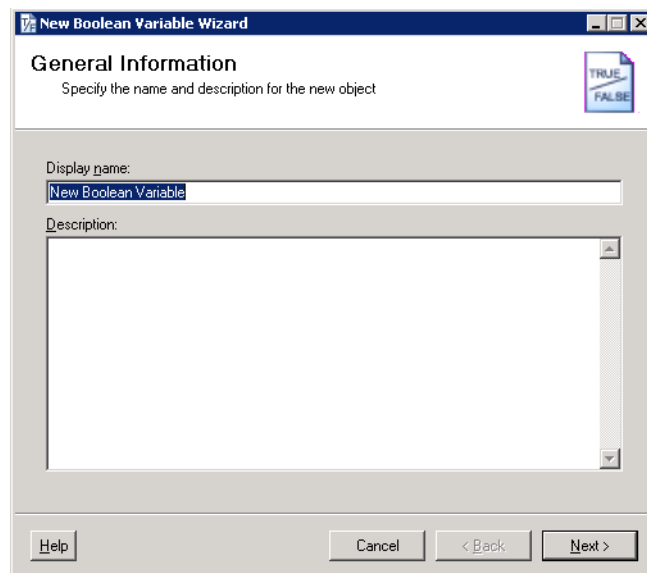 New Boolean Variable Wizard
General Information
Specify the name and description for the new object
TRUE
FALSE
Display name:
New Boolean Variable
Description:
Help
Cancel
< Back
Next >